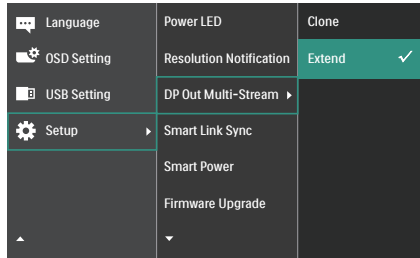 Language
OSD Setting
USB Setting
Setup
Power LED
Resolution Notification
DP Out Multi-Stream
Smart Link Sync
Smart Power
Firmware Upgrade
Clone
Extend